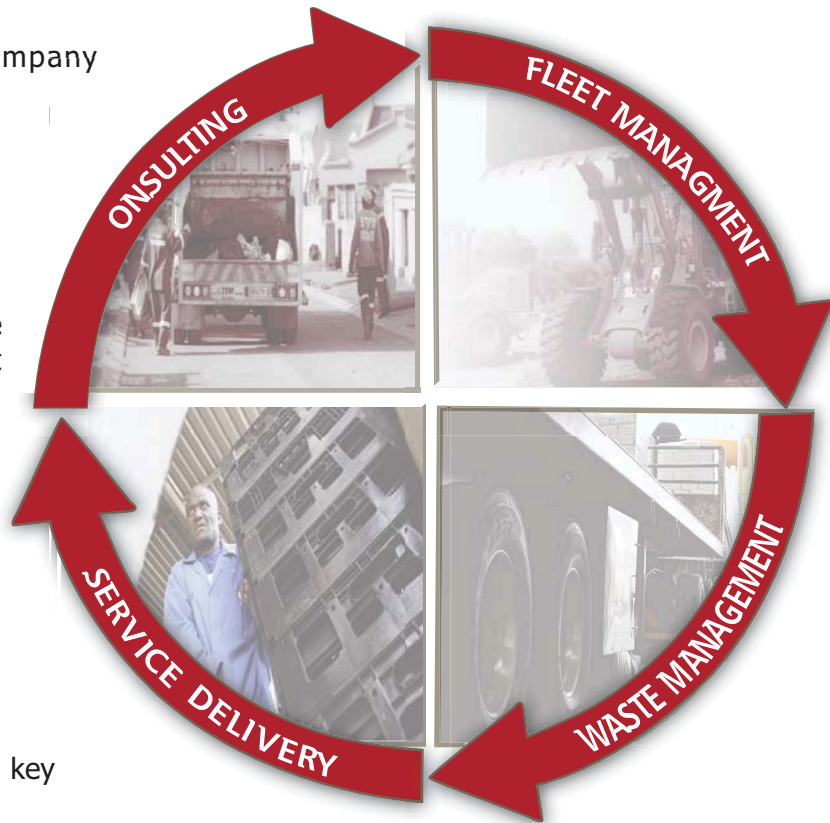 mpany
ONSULTING
FLEET MANAGMENT
e
t
WASTE MANAGEMENT
SERVICE DELIVERY
key